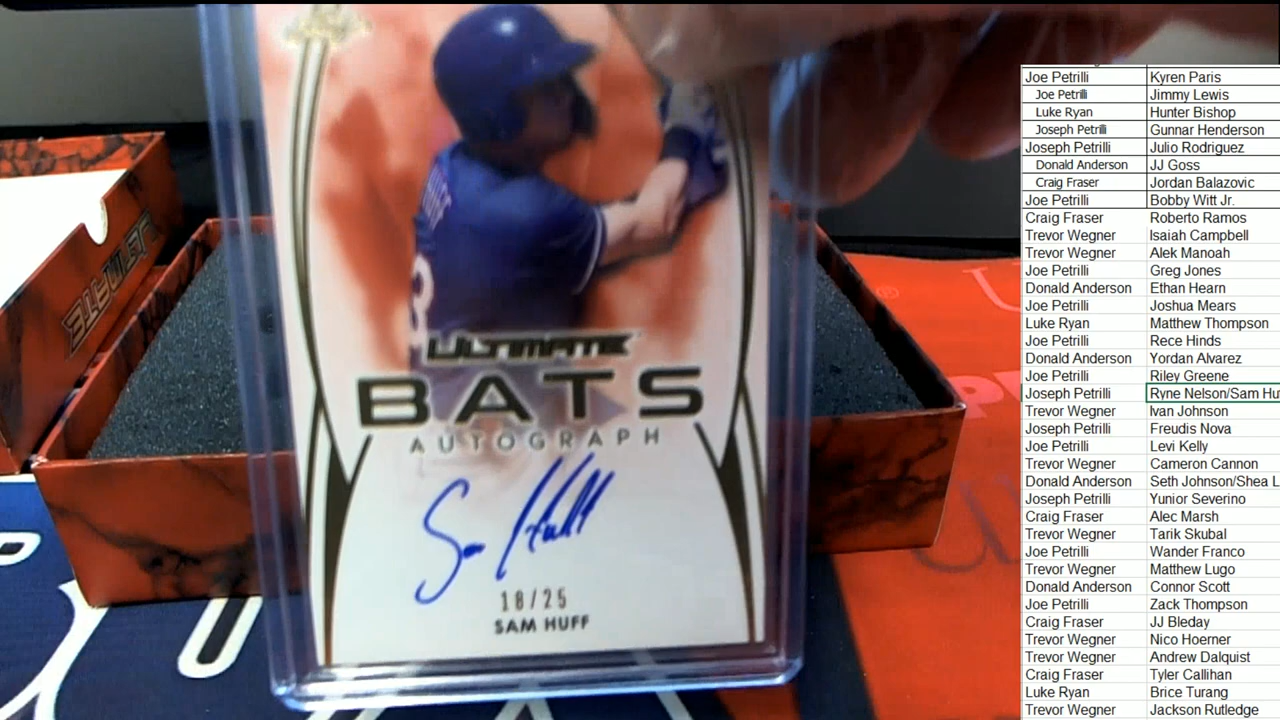 ULTIMATE
BATS
AUTOGRAPH
Sam Huff
18/25
SAM HUFF
Joe Petrilli Kyren Paris
Joe Petrilli Jimmy Lewis
Luke Ryan Hunter Bishop
Joseph Petrilli Gunnar Henderson
Joseph Petrilli Julio Rodriguez
Donald Anderson JJ Goss
Craig Fraser Jordan Balazovic
Joe Petrilli Bobby Witt Jr.
Craig Fraser Roberto Ramos
Trevor Wegner Isaiah Campbell
Trevor Wegner Alek Manoah
Joe Petrilli Greg Jones
Donald Anderson Ethan Hearn
Joe Petrilli Joshua Mears
Luke Ryan Matthew Thompson
Joe Petrilli Rece Hinds
Donald Anderson Yordan Alvarez
Joe Petrilli Riley Greene
Joseph Petrilli Ryne Nelson/Sam Hu
Trevor Wegner Ivan Johnson
Joseph Petrilli Freudis Nova
Joe Petrilli Levi Kelly
Trevor Wegner Cameron Cannon
Donald Anderson Seth Johnson/Shea L
Joseph Petrilli Yunior Severino
Craig Fraser Alec Marsh
Trevor Wegner Tarik Skubal
Joe Petrilli Wander Franco
Trevor Wegner Matthew Lugo
Donald Anderson Connor Scott
Joe Petrilli Zack Thompson
Craig Fraser JJ Bleday
Trevor Wegner Nico Hoerner
Trevor Wegner Andrew Dalquist
Craig Fraser Tyler Callihan
Luke Ryan Brice Turang
Trevor Wegner Jackson Rutledge